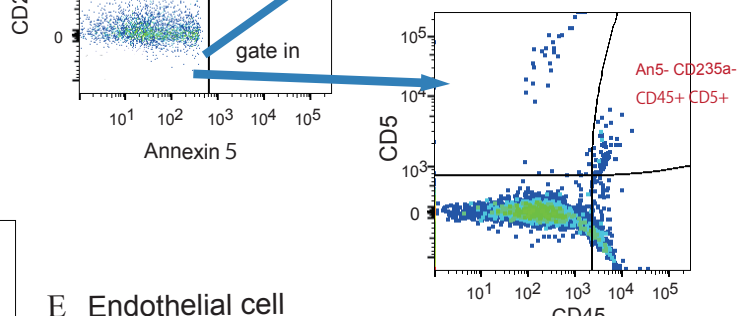 CD2
0
gate in
10¹ 10² 10³ 10⁴ 10⁵
Annexin 5
10⁵
10⁴
10³
0
CD5
An5- CD235a-
CD45+ CD5+
10¹ 10² 10³ 10⁴ 10⁵
CD45
E Endothelial cell